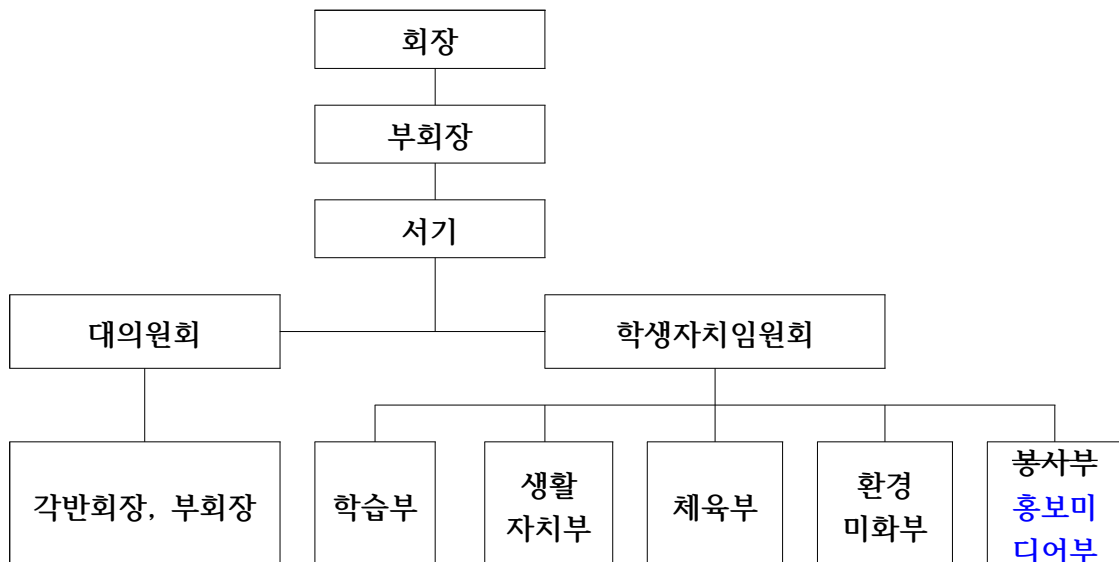 회장
부회장
서기
대의원회
학생자치임원회
각반회장, 부회장
학습부
생활
자치부
체육부
환경
미화부
봉사부
홍보미
디어부